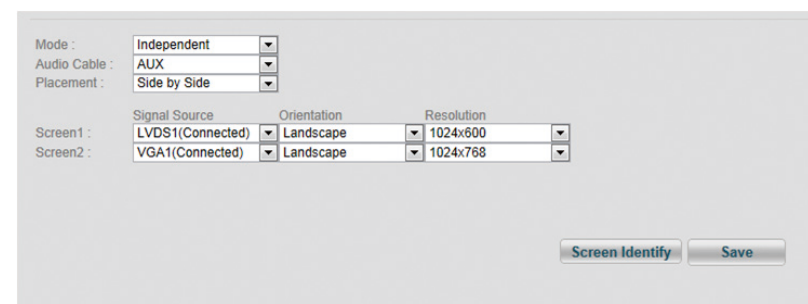 Mode : Independent
Audio Cable : AUX
Placement : Side by Side
Signal Source Orientation Resolution
Screen1 : LVDS1(Connected) Landscape 1024x600
Screen2 : VGA1(Connected) Landscape 1024x768
Screen Identify Save